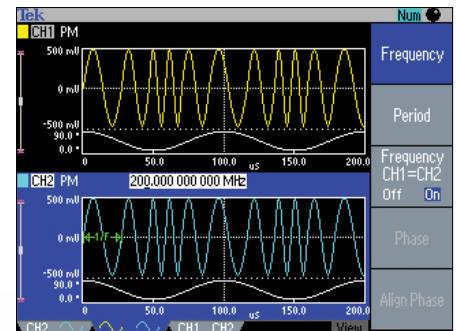 Tek Num
CH1 PM
500 mV
0 mV
-500 mV
90.0 °
0.0 °
0 50.0 us 100.0 150.0 200.0
CH2 PM 200.000 000 000 MHz
500 mV
0 mV
1/F
-500 mV
90.0 °
0.0 °
0 50.0 100.0 us 150.0 200.0
CH2 CH1 CH2 View
Frequency
Period
Frequency
CH1=CH2
Off On
Phase
Align Phase